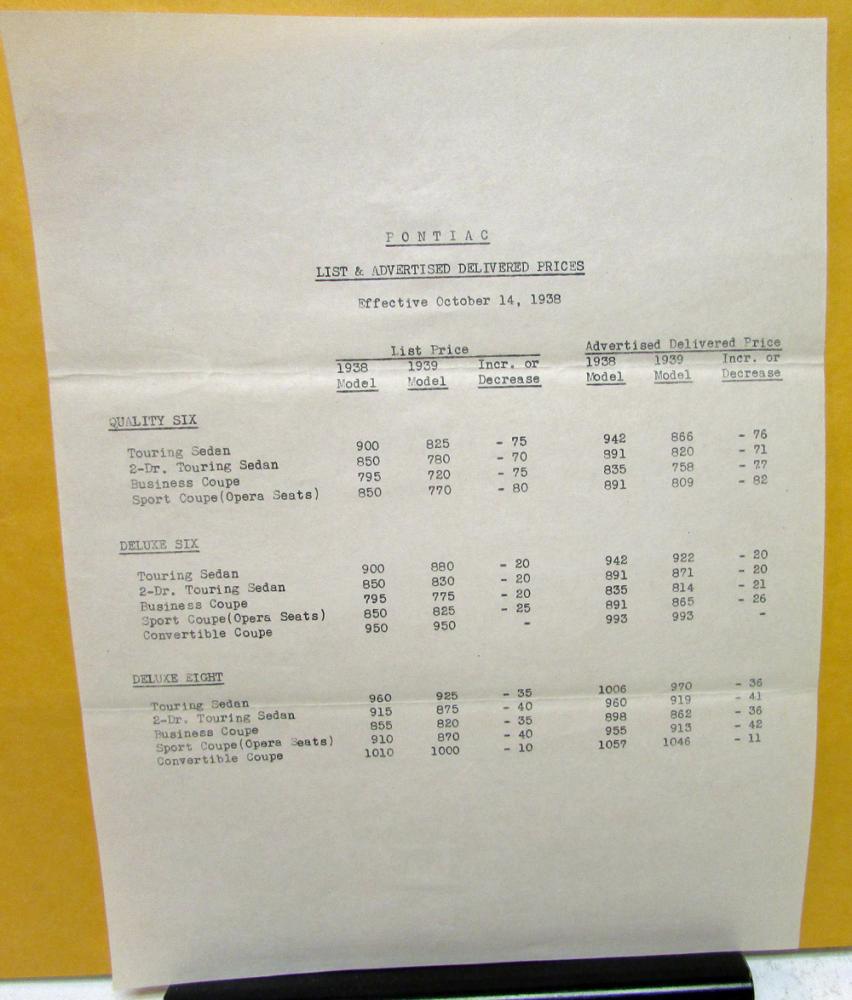 P O N T I A C
LIST & ADVERTISED DELIVERED PRICES
Effective October 14, 1938
List Price Advertised Delivered Price
1938 1939 Incr. or 1938 1939 Incr. or
Model Model Decrease Model Model Decrease
QUALITY SIX
Touring Sedan 900 825 - 75 942 866 - 76
2-Dr. Touring Sedan 850 780 - 70 891 820 - 71
Business Coupe 795 720 - 75 835 758 - 77
Sport Coupe(Opera Seats) 850 770 - 80 891 809 - 82
DELUXE SIX
Touring Sedan 900 880 - 20 942 922 - 20
2-Dr. Touring Sedan 850 830 - 20 891 871 - 20
Business Coupe 795 775 - 20 835 814 - 21
Sport Coupe(Opera Seats) 850 825 - 25 891 865 - 26
Convertible Coupe 950 950 - 993 993 -
DELUXE EIGHT
Touring Sedan 960 925 - 35 1006 970 - 36
2-Dr. Touring Sedan 915 875 - 40 960 919 - 41
Business Coupe 855 820 - 35 898 862 - 36
Sport Coupe(Opera Seats) 910 870 - 40 955 913 - 42
Convertible Coupe 1010 1000 - 10 1057 1046 - 11